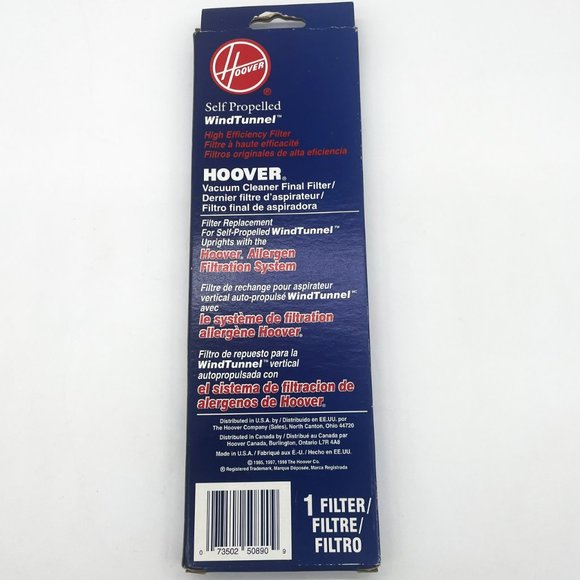 HOOVER
®
Self Propelled
WindTunnel™
High Efficiency Filter
Filtre à haute efficacité
Filtros originales de alta eficiencia
HOOVER®
Vacuum Cleaner Final Filter/
Dernier filtre d'aspirateur/
Filtro final de aspiradora
Filter Replacement
For Self-Propelled WindTunnel™
Uprights with the
Hoover® Allergen
Filtration System
Filtre de rechange pour aspirateur
vertical auto-propulsé WindTunnel MC
avec
le système de filtration
allergène Hoover®
Filtro de repuesto para la
WindTunnel™ vertical
autopropulsada con
el sistema de filtracion de
alergenos de Hoover®
Distributed in U.S.A. by / Distribuido en EE.UU. por
The Hoover Company (Sales), North Canton, Ohio 44720
Distributed in Canada by / Distribué au Canada par
Hoover Canada, Burlington, Ontario L7R 4A8
Made in U.S.A. / Fabriqué aux É.-U. / Hecho en EE.UU.
© 1995, 1997, 1998 The Hoover Co.
® Registered Trademark, Marque Déposée, Marca Registrada
1 FILTER/
FILTRE/
FILTRO
0 73502 50890 9